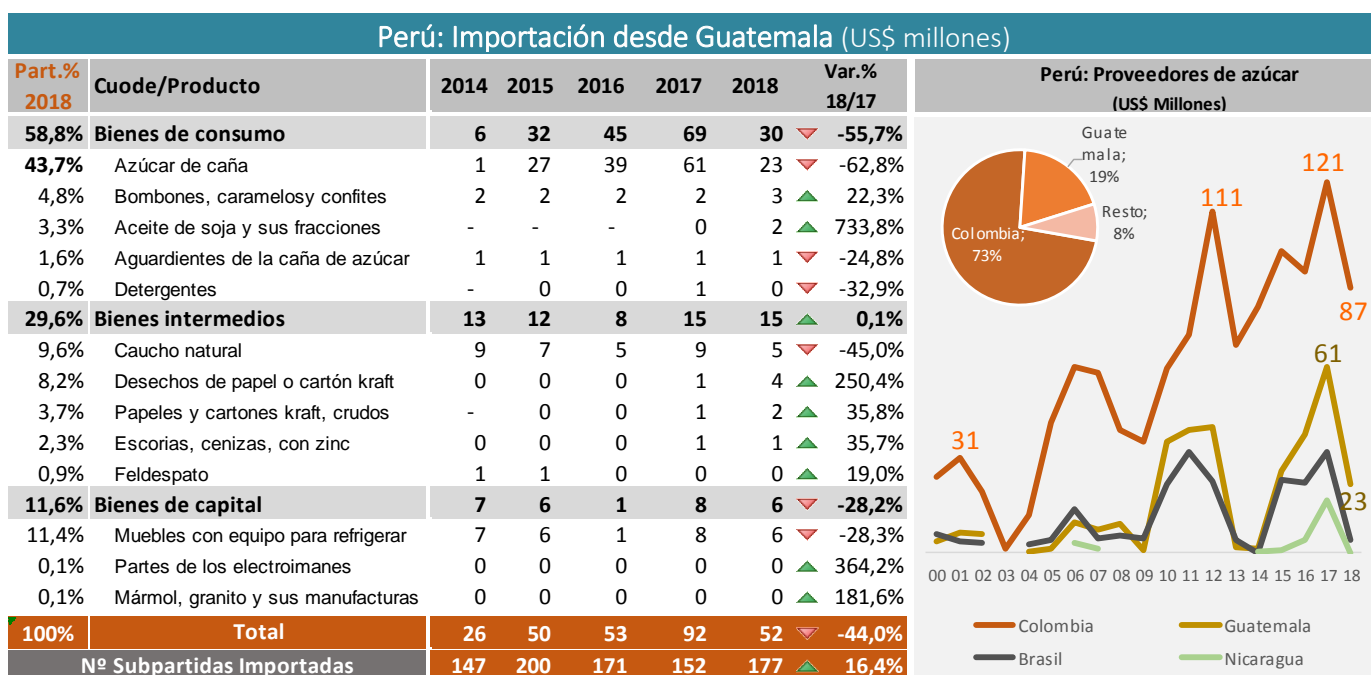 Perú: Importación desde Guatemala (US$ millones)
Part.% 2018 Cuode/Producto 2014 2015 2016 2017 2018 Var.% 18/17
58,8% Bienes de consumo 6 32 45 69 30 -55,7%
43,7% Azúcar de caña 1 27 39 61 23 -62,8%
4,8% Bombones, caramelosy confites 2 2 2 2 3 22,3%
3,3% Aceite de soja y sus fracciones - - - 0 2 733,8%
1,6% Aguardientes de la caña de azúcar 1 1 1 1 1 -24,8%
0,7% Detergentes - 0 0 1 0 -32,9%
29,6% Bienes intermedios 13 12 8 15 15 0,1%
9,6% Caucho natural 9 7 5 9 5 -45,0%
8,2% Desechos de papel o cartón kraft 0 0 0 1 4 250,4%
3,7% Papeles y cartones kraft, crudos - 0 0 1 2 35,8%
2,3% Escorias, cenizas, con zinc 0 0 0 1 1 35,7%
0,9% Feldespato 1 1 0 0 0 19,0%
11,6% Bienes de capital 7 6 1 8 6 -28,2%
11,4% Muebles con equipo para refrigerar 7 6 1 8 6 -28,3%
0,1% Partes de los electroimanes 0 0 0 0 0 364,2%
0,1% Mármol, granito y sus manufacturas 0 0 0 0 0 181,6%
100% Total 26 50 53 92 52 -44,0%
Nº Subpartidas Importadas 147 200 171 152 177 16,4%
Perú: Proveedores de azúcar
(US$ Millones)
Guate
mala;
19%
Resto;
8%
Colombia;
73%
121
111
87
61
31
23
00 01 02 03 04 05 06 07 08 09 10 11 12 13 14 15 16 17 18
Colombia Guatemala
Brasil Nicaragua